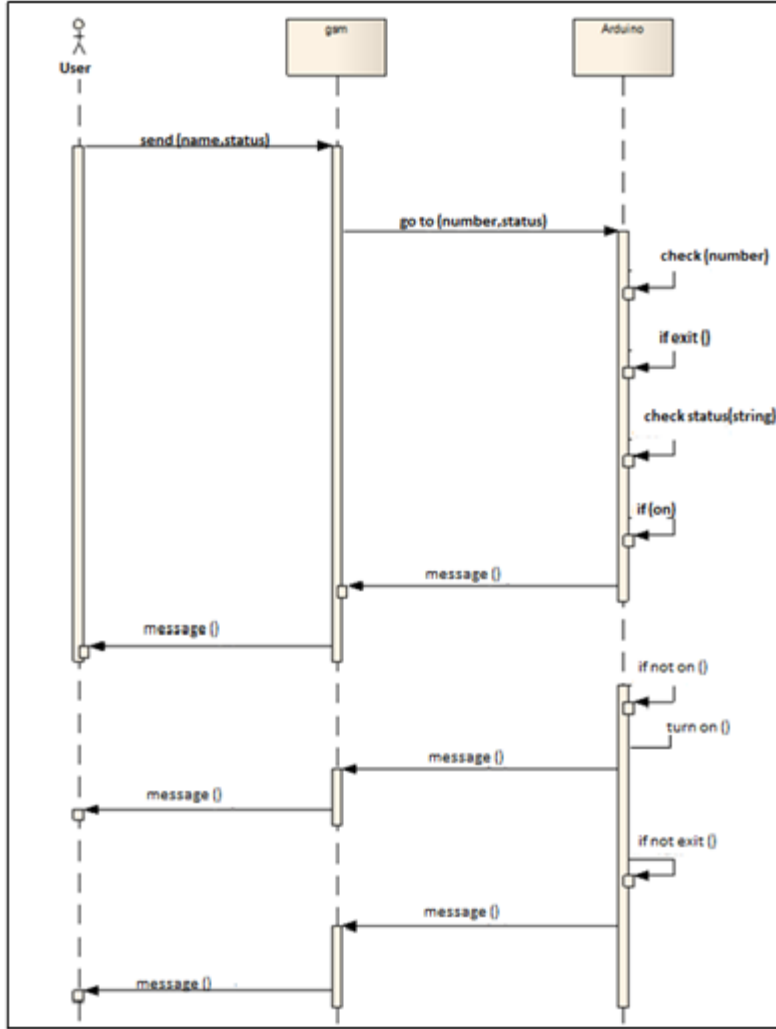 gsm
Arduino
User
send (name,status)
go to (number,status)
check (number)
if exit ()
check status(string)
if (on)
message ()
message ()
if not on ()
turn on ()
message ()
message ()
if not exit ()
message ()
message ()